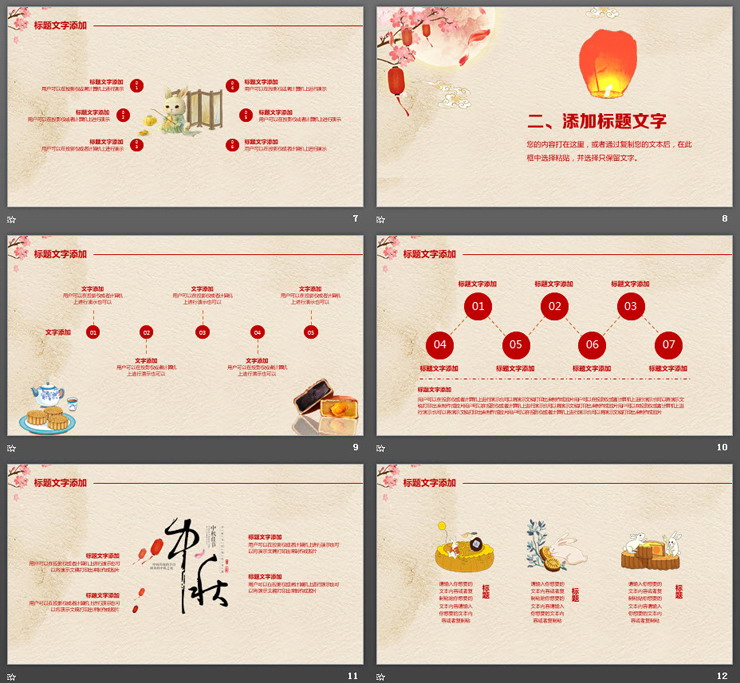 标题文字添加
标题文字添加
用户可以在投影仪或者计算机上进行演示
标题文字添加
用户可以在投影仪或者计算机上进行演示
标题文字添加
用户可以在投影仪或者计算机上进行演示
标题文字添加
用户可以在投影仪或者计算机上进行演示
标题文字添加
用户可以在投影仪或者计算机上进行演示
标题文字添加
用户可以在投影仪或者计算机上进行演示
7
二、添加标题文字
您的内容打在这里，或者通过复制您的文本后，在此
框中选择粘贴，并选择只保留文字。
8
标题文字添加
文字添加
用户可以在投影仪或者计算机
上进行演示也可以
文字添加
用户可以在投影仪或者计算机
上进行演示也可以
文字添加
用户可以在投影仪或者计算机
上进行演示也可以
文字添加
01
02
03
04
05
文字添加
用户可以在投影仪或者计算机
上进行演示也可以
文字添加
用户可以在投影仪或者计算机
上进行演示也可以
9
标题文字添加
标题文字添加
标题文字添加
标题文字添加
01
02
03
04
05
06
07
标题文字添加
标题文字添加
标题文字添加
标题文字添加
标题文字添加
10
标题文字添加
中秋
中秋佳节
标题文字添加
用户可以在投影仪或者计算机上进行演示也可
以将演示文稿打印出来制作成胶片
标题文字添加
用户可以在投影仪或者计算机上进行演示也可
以将演示文稿打印出来制作成胶片
标题文字添加
用户可以在投影仪或者计算机上进行演示也可
以将演示文稿打印出来制作成胶片
标题文字添加
用户可以在投影仪或者计算机上进行演示也可
以将演示文稿打印出来制作成胶片
11
标题文字添加
请输入你想要的
文本内容或者复
制粘贴你想要的
文本内容请输入
你想要的文本内
容或者复制粘
标题
请输入你想要的
文本内容或者复
制粘贴你想要的
文本内容请输入
你想要的文本内
容或者复制粘
标题
请输入你想要的
文本内容或者复
制粘贴你想要的
文本内容请输入
你想要的文本内
容或者复制粘
标题
12